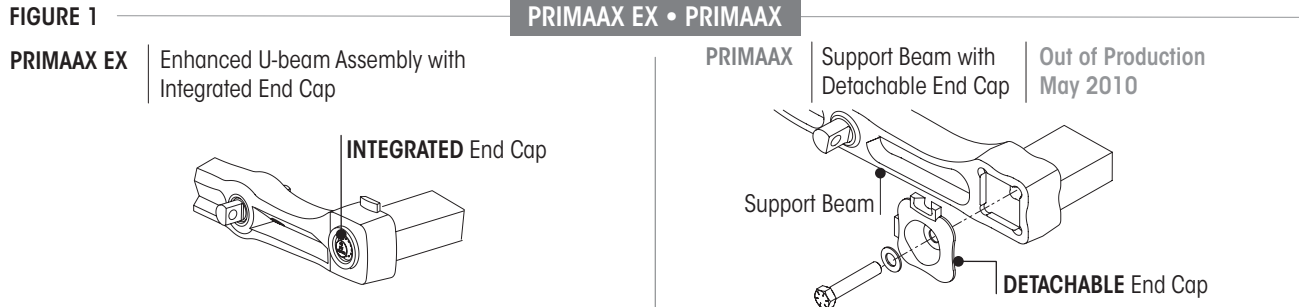 FIGURE 1
PRIMAAX EX • PRIMAAX
PRIMAAX EX
Enhanced U-beam Assembly with
Integrated End Cap
INTEGRATED End Cap
PRIMAAX
Support Beam with
Detachable End Cap
Out of Production
May 2010
Support Beam
DETACHABLE End Cap